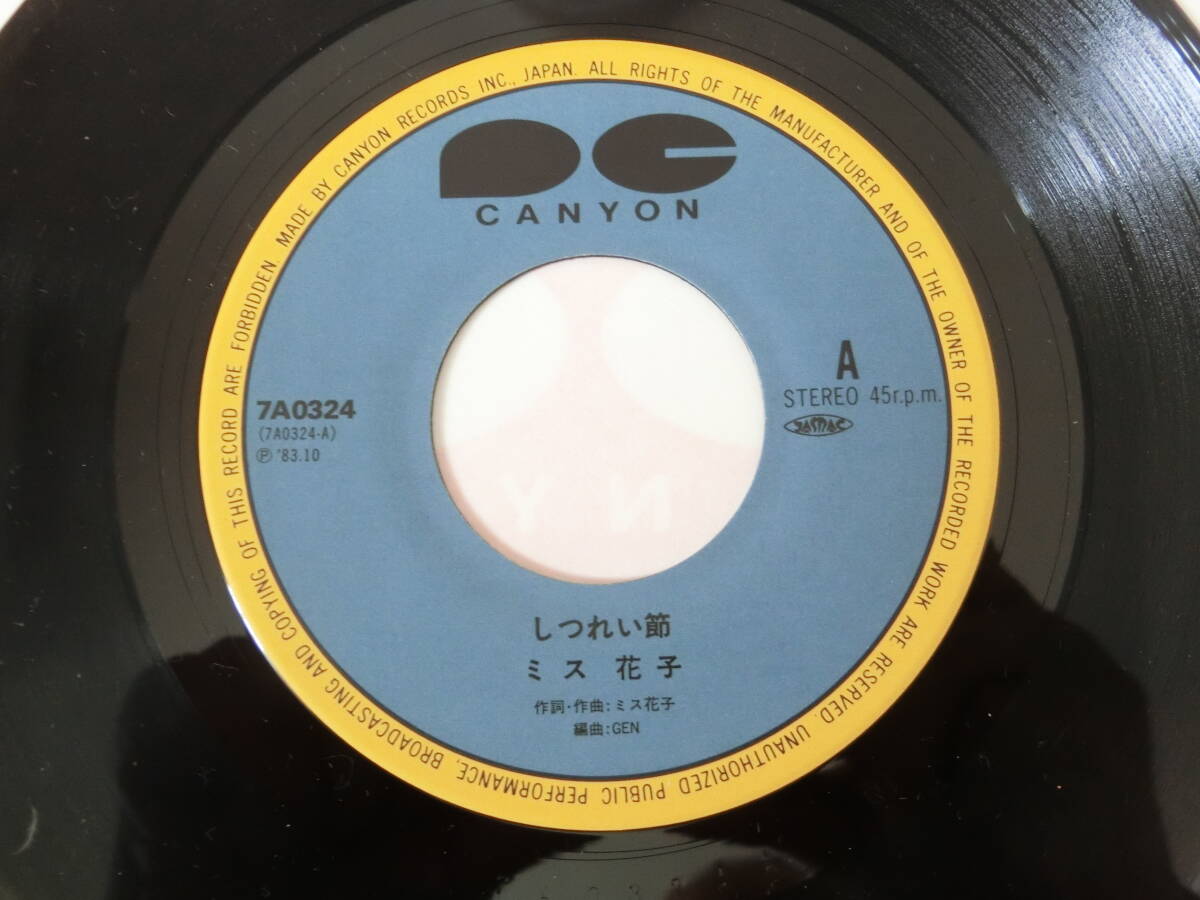 MADE BY CANYON RECORDS INC., JAPAN. ALL RIGHTS OF THE MANUFACTURER AND OF THE OWNER OF THE RECORDED WORK ARE RESERVED. UNAUTHORIZED PUBLIC PERFORMANCE, BROADCASTING AND COPYING OF THIS RECORD ARE FORBIDDEN.
PC
CANYON
A
STEREO 45r.p.m.
JASRAC
7A0324
(7A0324-A)
Ⓟ '83.10
しつれい節
ミス 花子
作詞・作曲:ミス花子
編曲:GEN